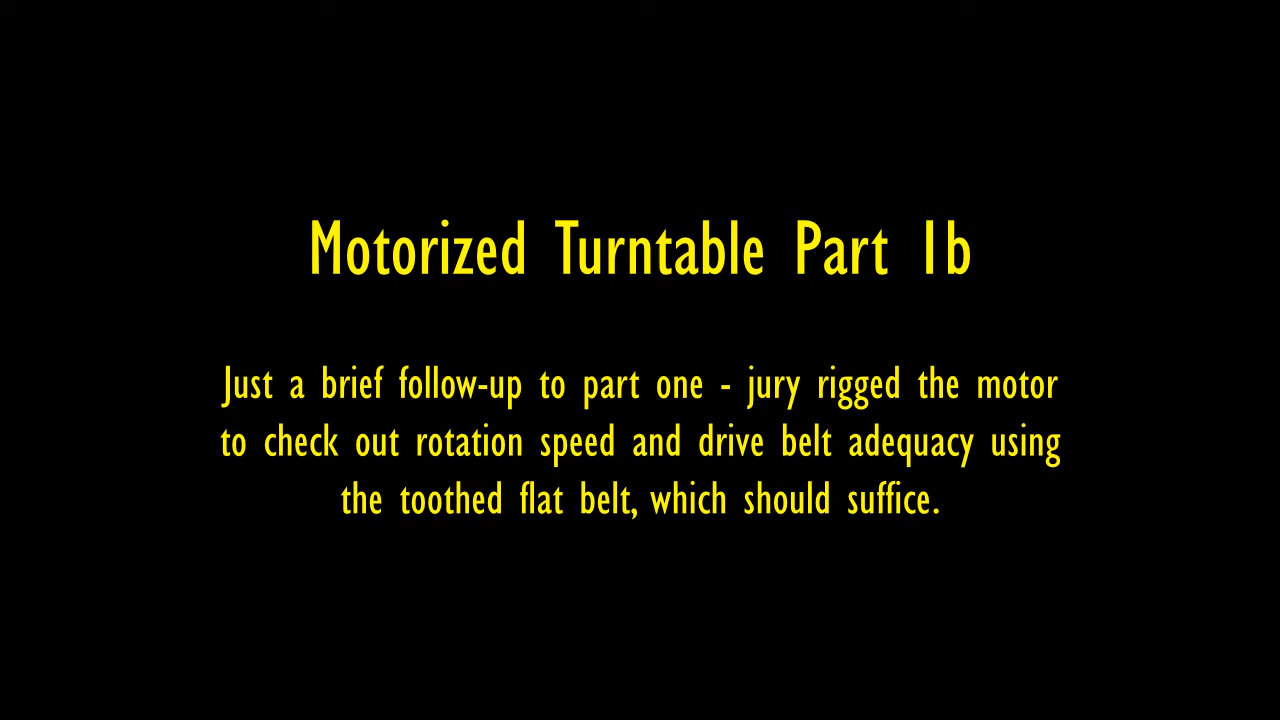 Motorized Turntable Part 1b
Just a brief follow-up to part one - jury rigged the motor
to check out rotation speed and drive belt adequacy using
the toothed flat belt, which should suffice.